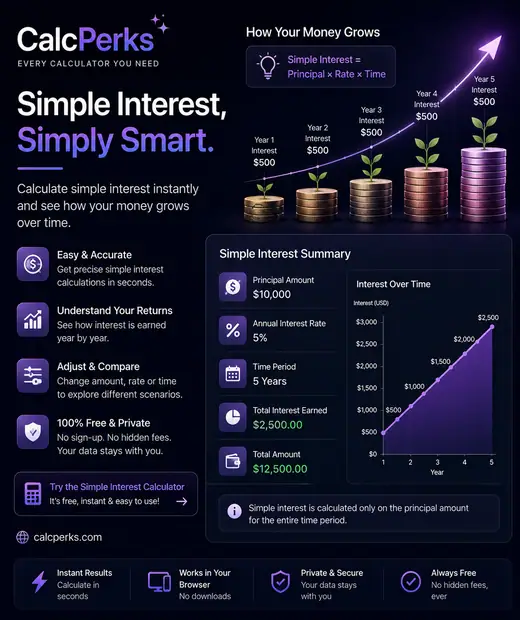 CalcPerks
EVERY CALCULATOR YOU NEED
Simple Interest,
Simply Smart.
Calculate simple interest instantly
and see how your money grows
over time.
Easy & Accurate
Get precise simple interest
calculations in seconds.
Understand Your Returns
See how interest is earned
year by year.
Adjust & Compare
Change amount, rate or time
to explore different scenarios.
100% Free & Private
No sign-up. No hidden fees.
Your data stays with you.
Try the Simple Interest Calculator
It's free, instant & easy to use!
calcperks.com
How Your Money Grows
Simple Interest =
Principal × Rate × Time
Year 1
Interest
$500
Year 2
Interest
$500
Year 3
Interest
$500
Year 4
Interest
$500
Year 5
Interest
$500
Simple Interest Summary
Principal Amount
$10,000
Annual Interest Rate
5%
Time Period
5 Years
Total Interest Earned
$2,500.00
Total Amount
$12,500.00
Interest Over Time
Interest (USD)
$3,000
$2,500
$2,000
$1,500
$1,000
$500
$0
$500
$1,000
$1,500
$2,000
$2,500
1 2 3 4 5
Year
Simple interest is calculated only on the principal amount
for the entire time period.
Instant Results
Calculate in
seconds
Works in Your
Browser
No downloads
Private & Secure
Your data stays
with you
Always Free
No hidden fees,
ever